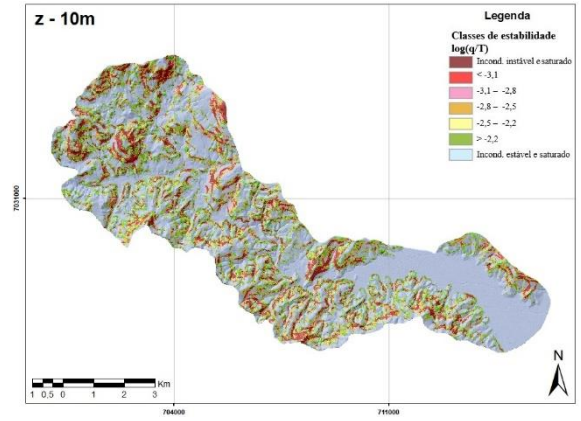 z - 10m
Legenda
Classes de estabilidade
log(q/T)
Incond. instável e saturado
< -3,1
-3,1 – -2,8
-2,8 – -2,5
-2,5 – -2,2
> -2,2
Incond. estável e saturado
7031000
N
1 0,5 0 1 2 3 Km
704000
711000